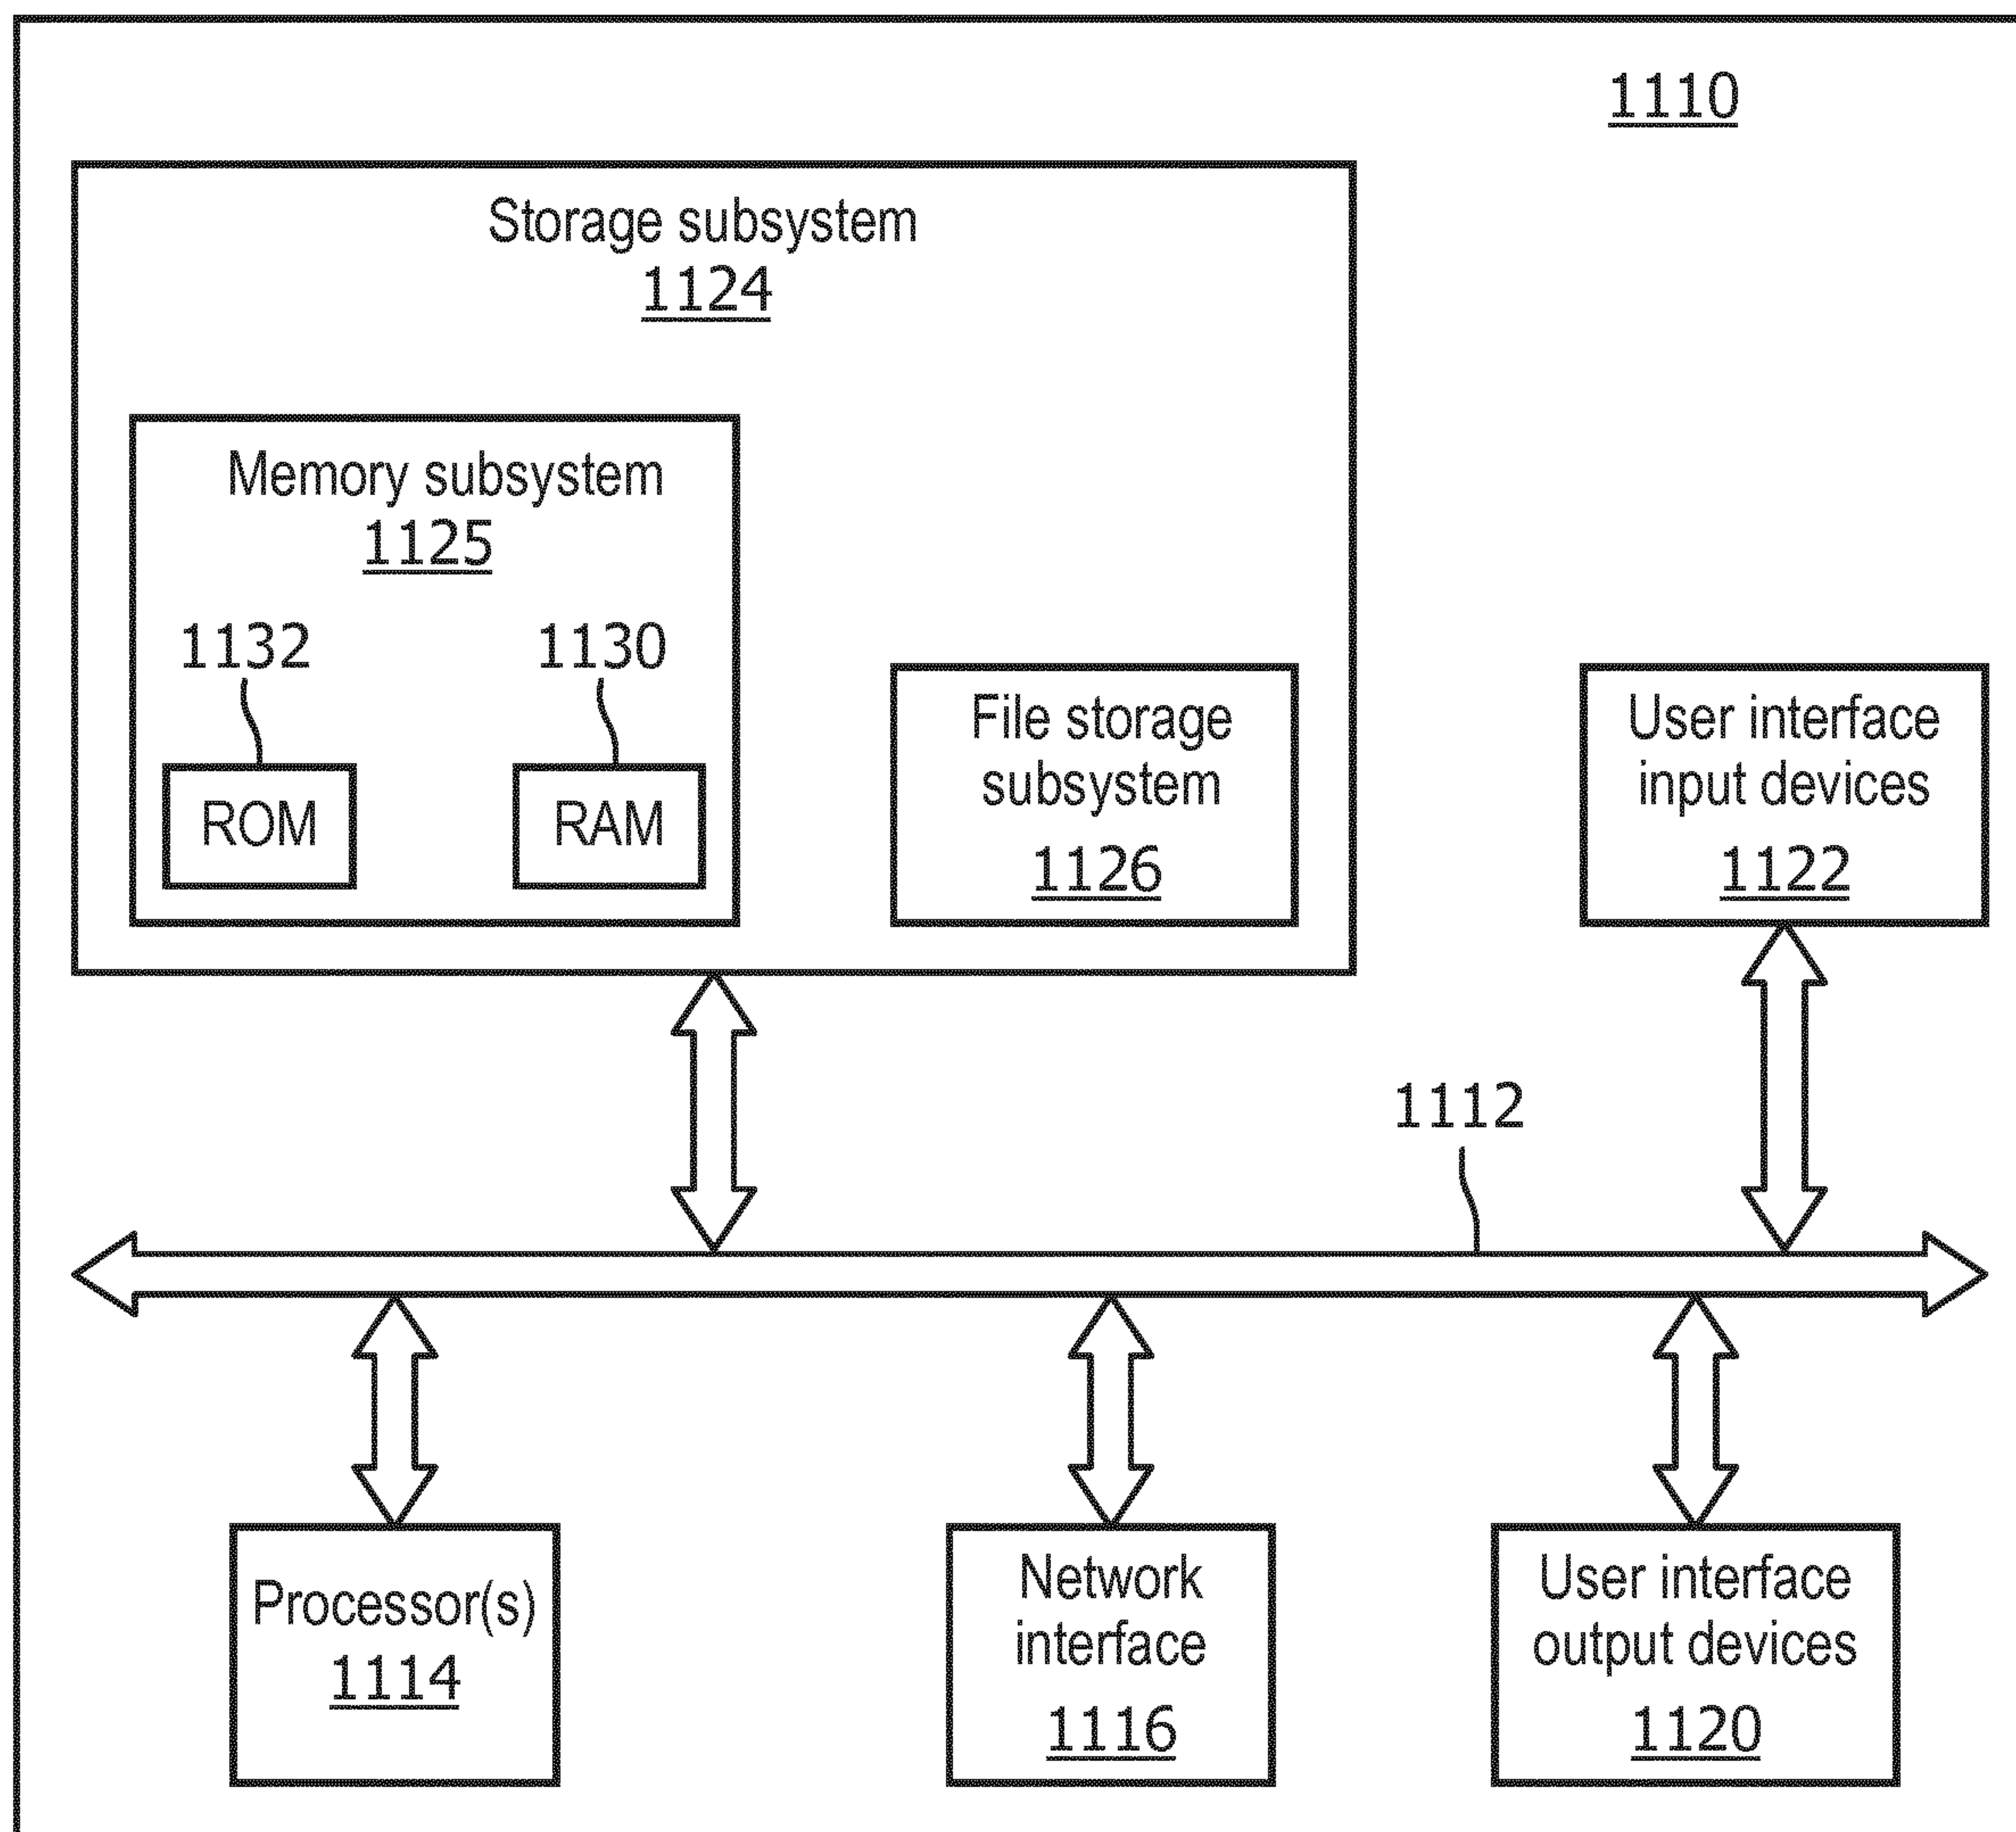 1110
Storage subsystem
1124
Memory subsystem
1125
1132
1130
ROM
RAM
File storage
subsystem
1126
User interface
input devices
1122
1112
Processor(s)
1114
Network
interface
1116
User interface
output devices
1120